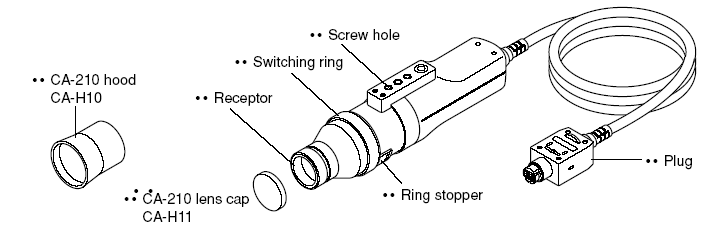 •• Screw hole
•• Switching ring
•• CA-210 hood
CA-H10
•• Receptor
•• Plug
•• Ring stopper
•• CA-210 lens cap
CA-H11